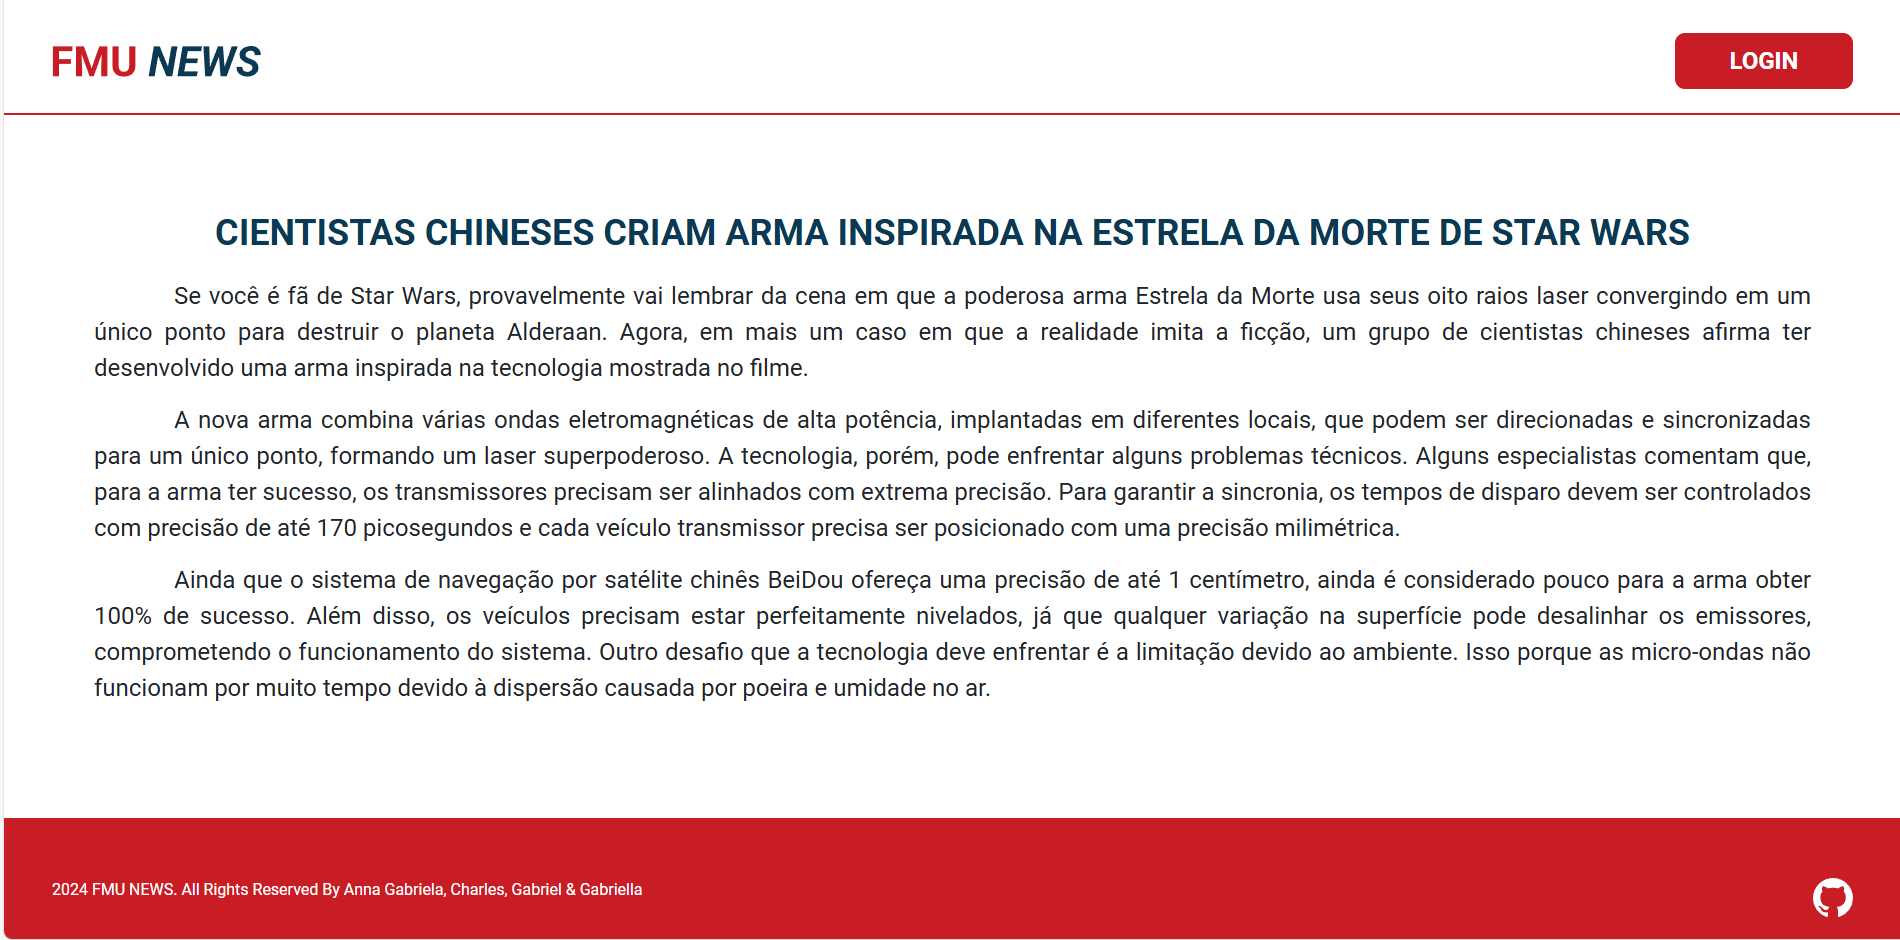 FMU NEWS
LOGIN
CIENTISTAS CHINESES CRIAM ARMA INSPIRADA NA ESTRELA DA MORTE DE STAR WARS
Se você é fã de Star Wars, provavelmente vai lembrar da cena em que a poderosa arma Estrela da Morte usa seus oito raios laser convergindo em um
único ponto para destruir o planeta Alderaan. Agora, em mais um caso em que a realidade imita a ficção, um grupo de cientistas chineses afirma ter
desenvolvido uma arma inspirada na tecnologia mostrada no filme.
A nova arma combina várias ondas eletromagnéticas de alta potência, implantadas em diferentes locais, que podem ser direcionadas e sincronizadas
para um único ponto, formando um laser superpoderoso. A tecnologia, porém, pode enfrentar alguns problemas técnicos. Alguns especialistas comentam que,
para a arma ter sucesso, os transmissores precisam ser alinhados com extrema precisão. Para garantir a sincronia, os tempos de disparo devem ser controlados
com precisão de até 170 picosegundos e cada veículo transmissor precisa ser posicionado com uma precisão milimétrica.
Ainda que o sistema de navegação por satélite chinês BeiDou ofereça uma precisão de até 1 centímetro, ainda é considerado pouco para a arma obter
100% de sucesso. Além disso, os veículos precisam estar perfeitamente nivelados, já que qualquer variação na superfície pode desalinhar os emissores,
comprometendo o funcionamento do sistema. Outro desafio que a tecnologia deve enfrentar é a limitação devido ao ambiente. Isso porque as micro-ondas não
funcionam por muito tempo devido à dispersão causada por poeira e umidade no ar.
2024 FMU NEWS. All Rights Reserved By Anna Gabriela, Charles, Gabriel & Gabriella